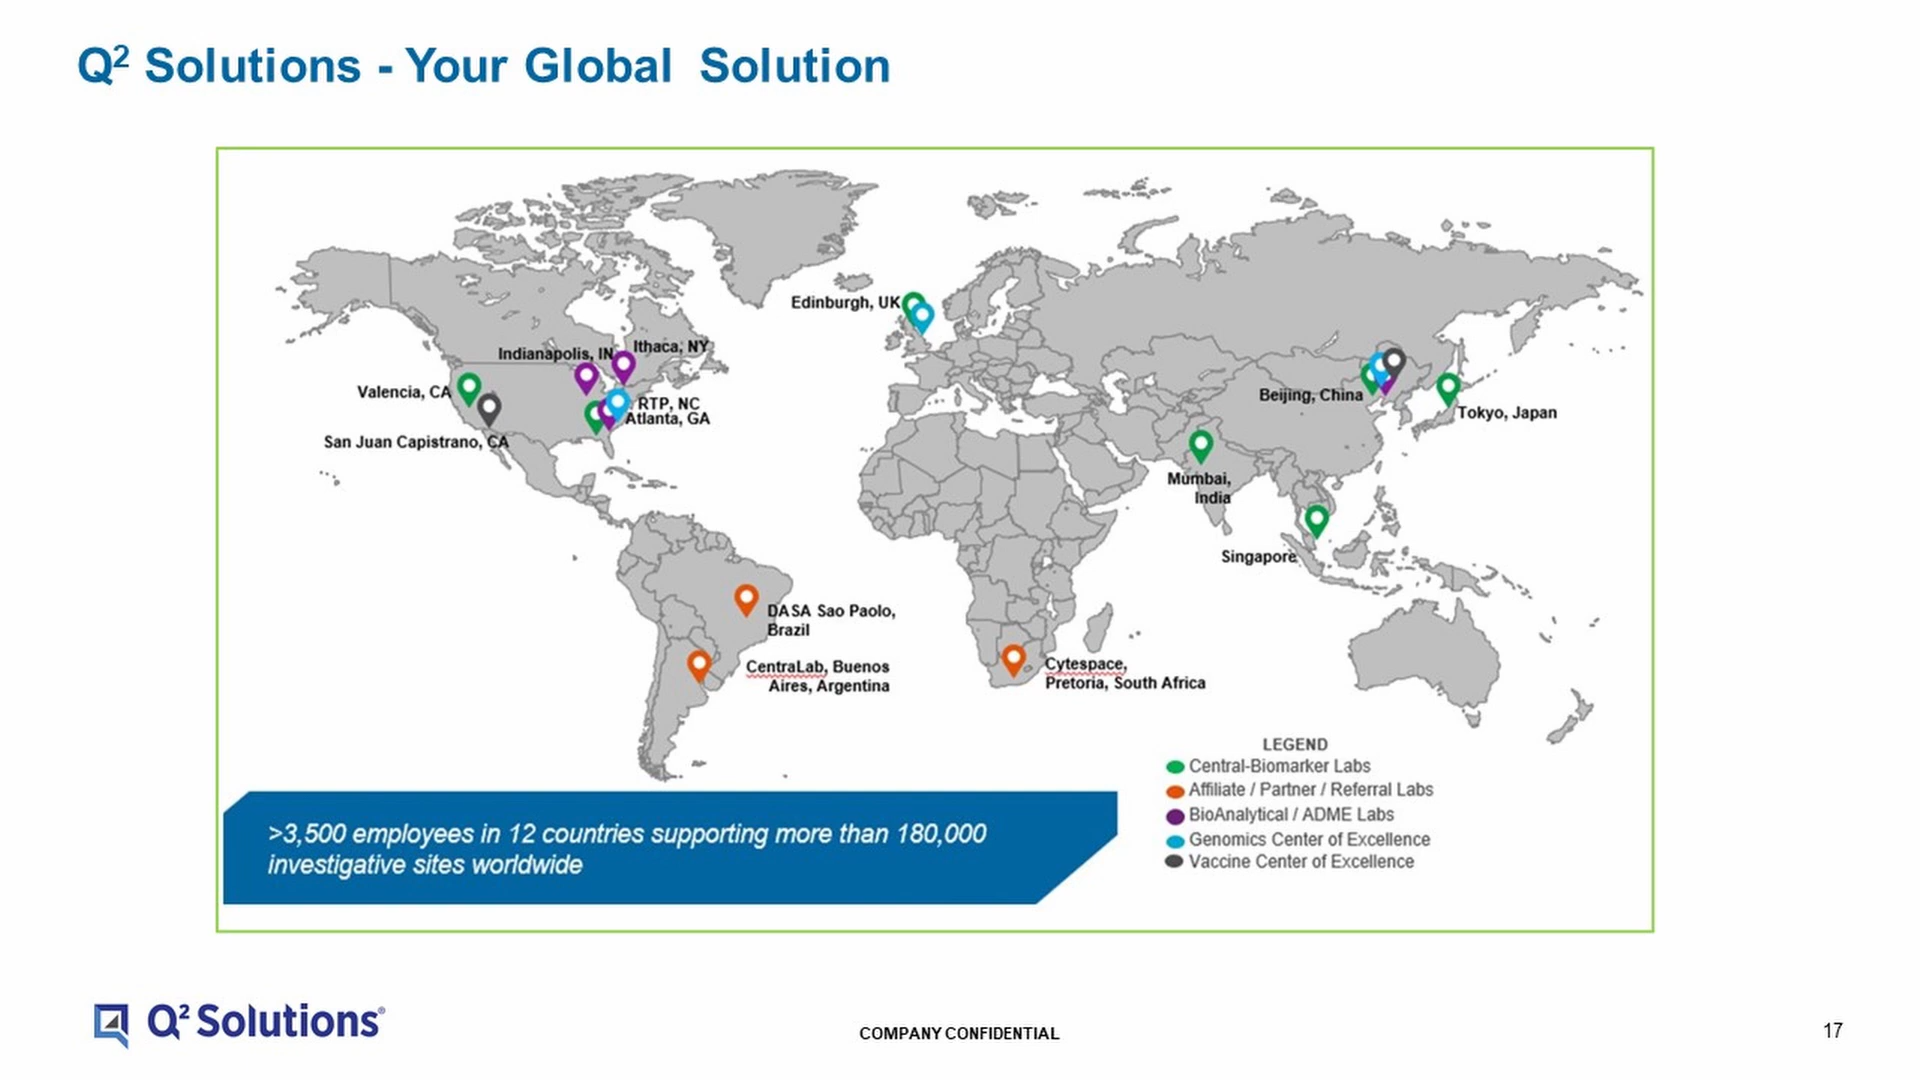 Q² Solutions - Your Global Solution
Edinburgh, UK
Indianapolis, IN
Ithaca, NY
Valencia, CA
RTP, NC
Atlanta, GA
San Juan Capistrano, CA
Beijing, China
Tokyo, Japan
Mumbai,
India
Singapore
DASA Sao Paolo,
Brazil
CentraLab, Buenos
Aires, Argentina
Cytespace,
Pretoria, South Africa
LEGEND
Central-Biomarker Labs
Affiliate / Partner / Referral Labs
BioAnalytical / ADME Labs
Genomics Center of Excellence
Vaccine Center of Excellence
>3,500 employees in 12 countries supporting more than 180,000
investigative sites worldwide
Q² Solutions®
COMPANY CONFIDENTIAL
17